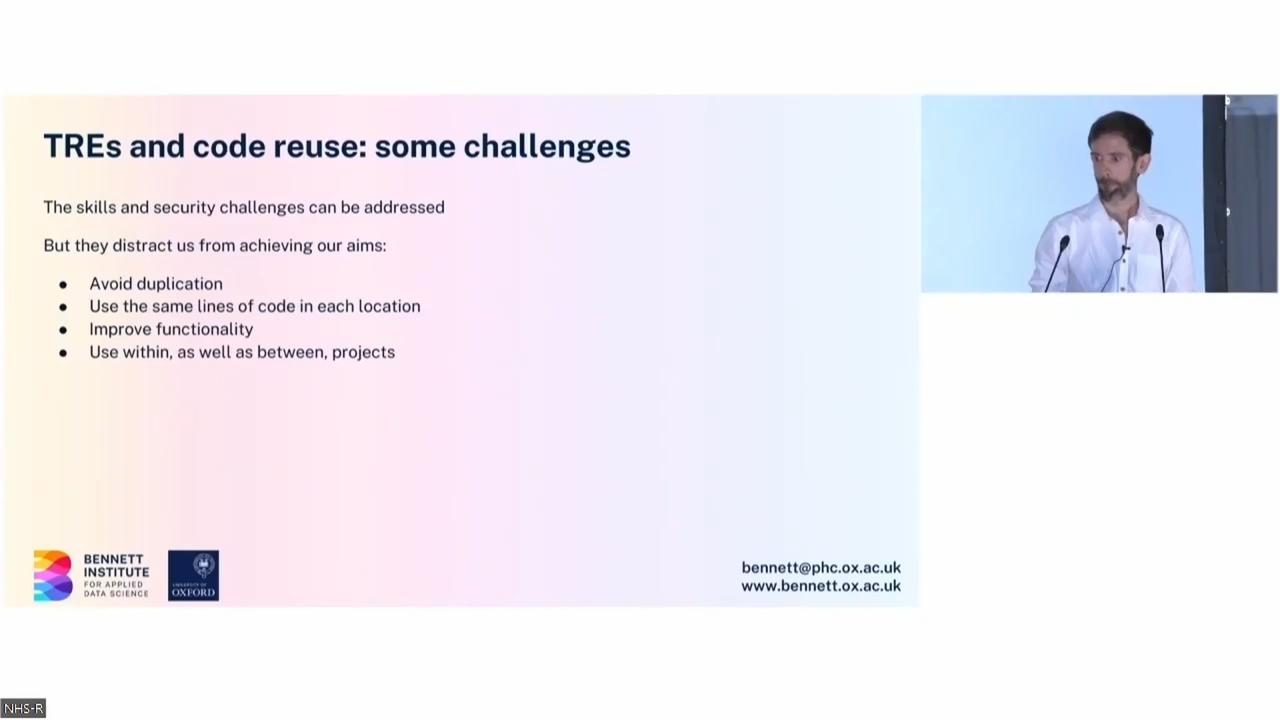 TREs and code reuse: some challenges
The skills and security challenges can be addressed
But they distract us from achieving our aims:
● Avoid duplication
● Use the same lines of code in each location
● Improve functionality
● Use within, as well as between, projects
BENNETT
INSTITUTE
FOR APPLIED
DATA SCIENCE
UNIVERSITY OF
OXFORD
bennett@phc.ox.ac.uk
www.bennett.ox.ac.uk
NHS-R